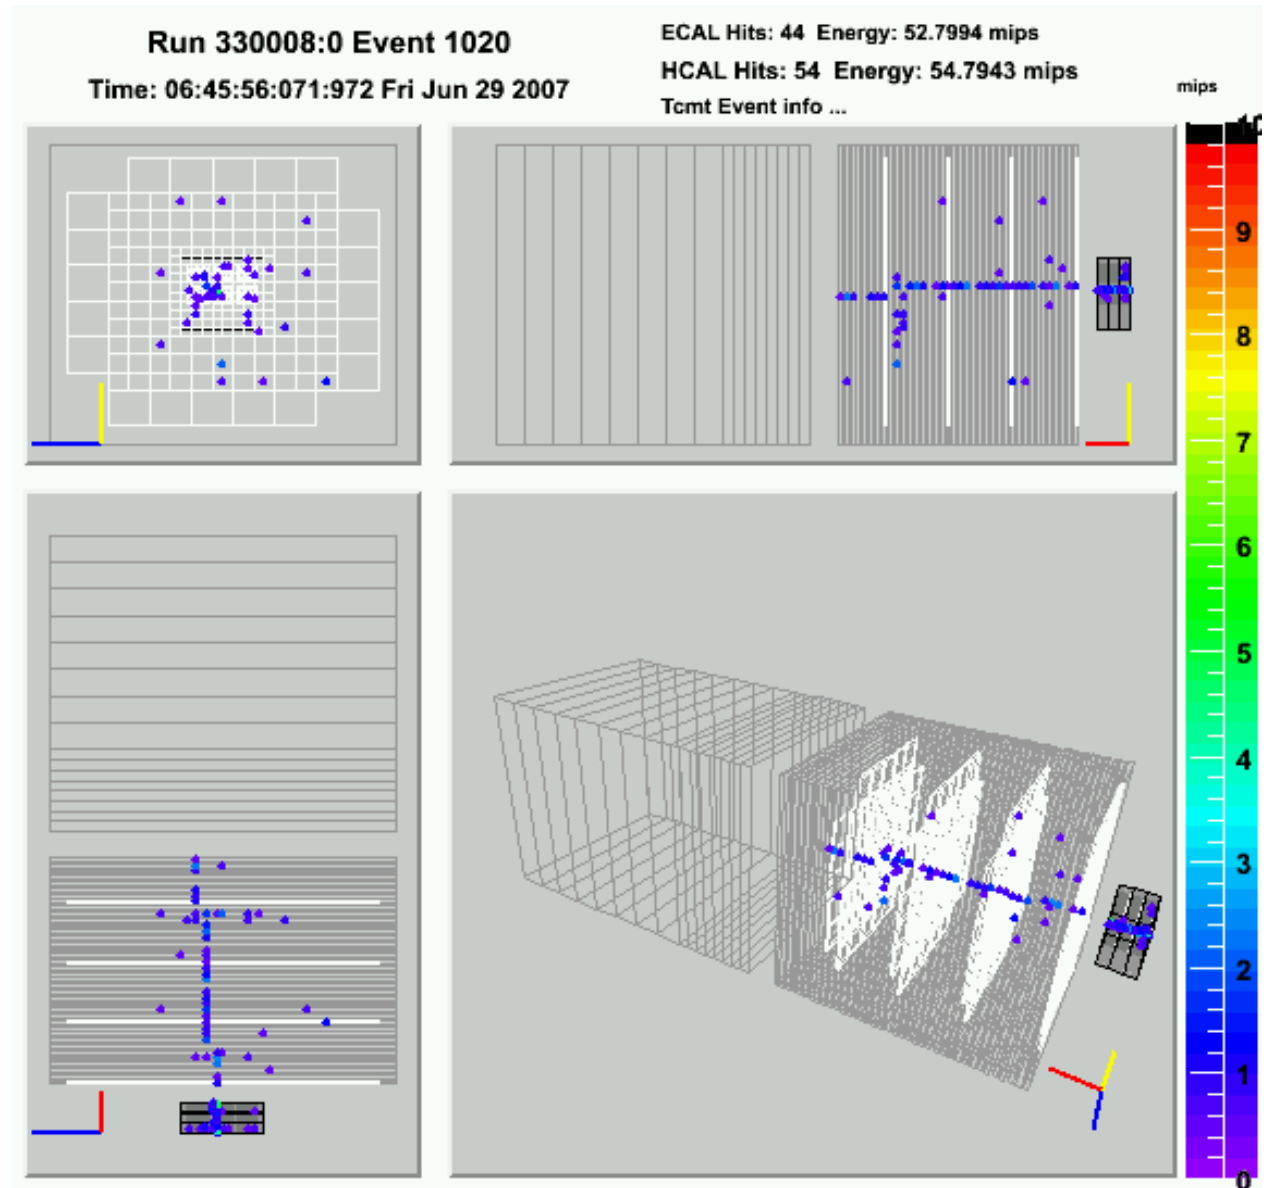 Run 330008:0 Event 1020
Time: 06:45:56:071:972 Fri Jun 29 2007
ECAL Hits: 44 Energy: 52.7994 mips
HCAL Hits: 54 Energy: 54.7943 mips
Tcmt Event info ...
mips
10
9
8
7
6
5
4
3
2
1
0